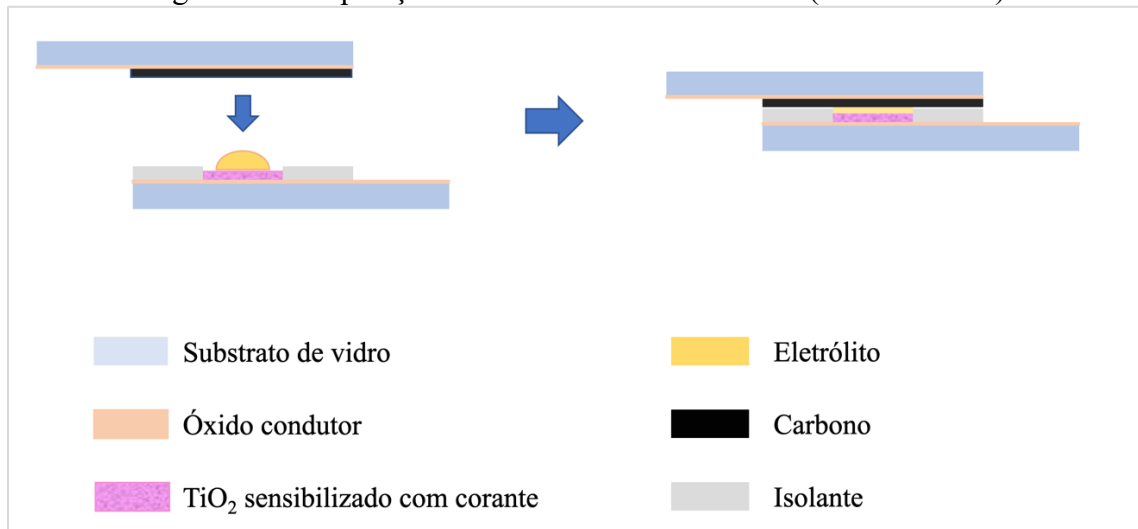 Substrato de vidro
Eletrólito
Óxido condutor
Carbono
TiO₂ sensibilizado com corante
Isolante